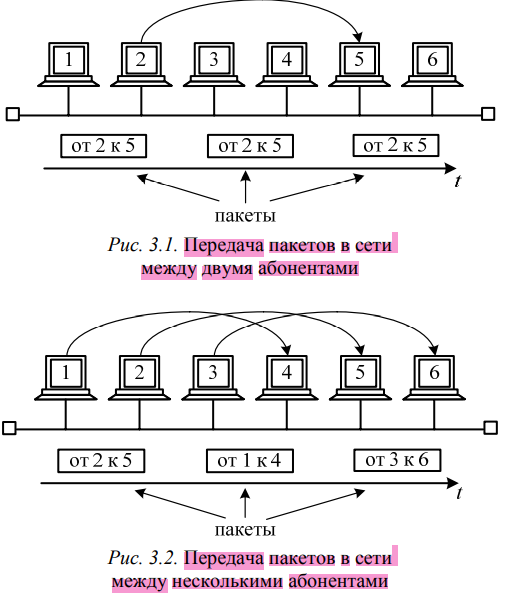 1 2 3 4 5 6
от 2 к 5 от 2 к 5 от 2 к 5
t
пакеты
Рис. 3.1. Передача пакетов в сети
между двумя абонентами
1 2 3 4 5 6
от 2 к 5 от 1 к 4 от 3 к 6
t
пакеты
Рис. 3.2. Передача пакетов в сети
между несколькими абонентами